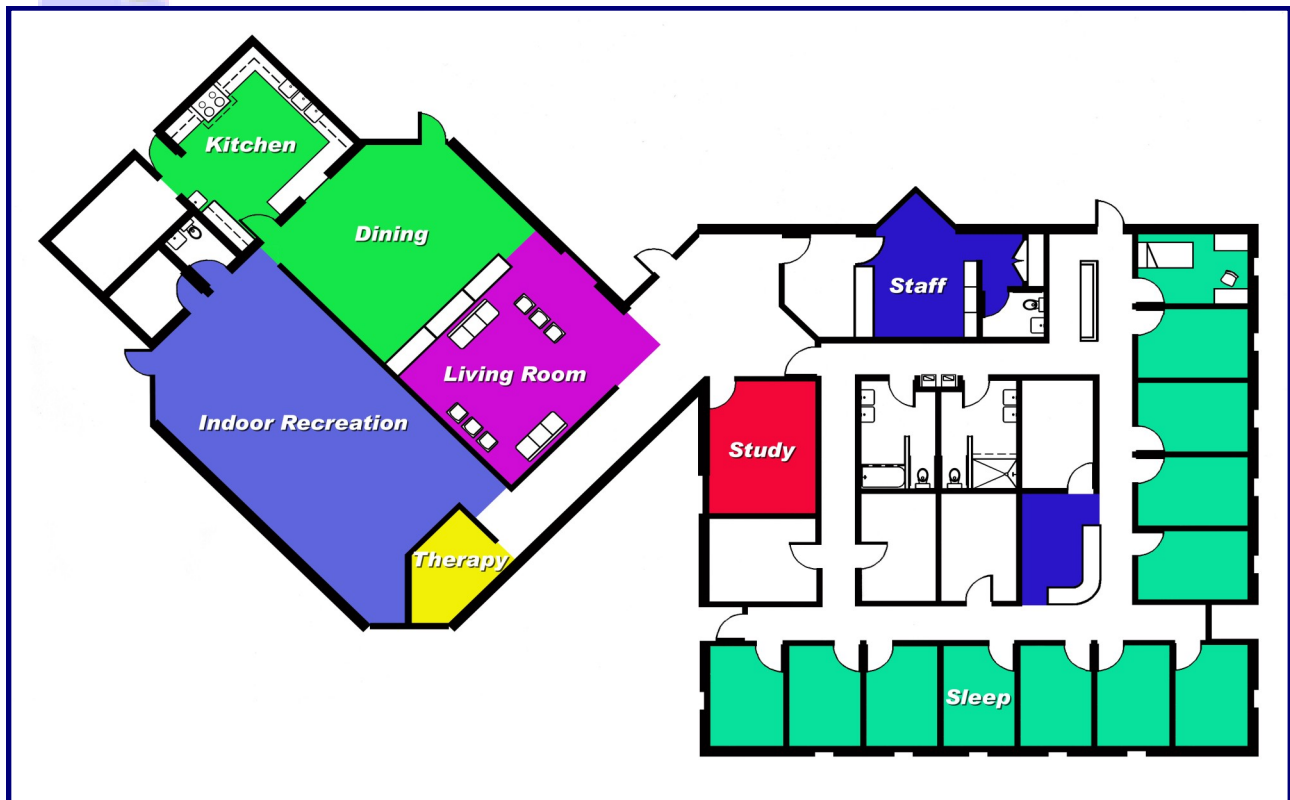 Kitchen
Dining
Staff
Living Room
Indoor Recreation
Study
Therapy
Sleep